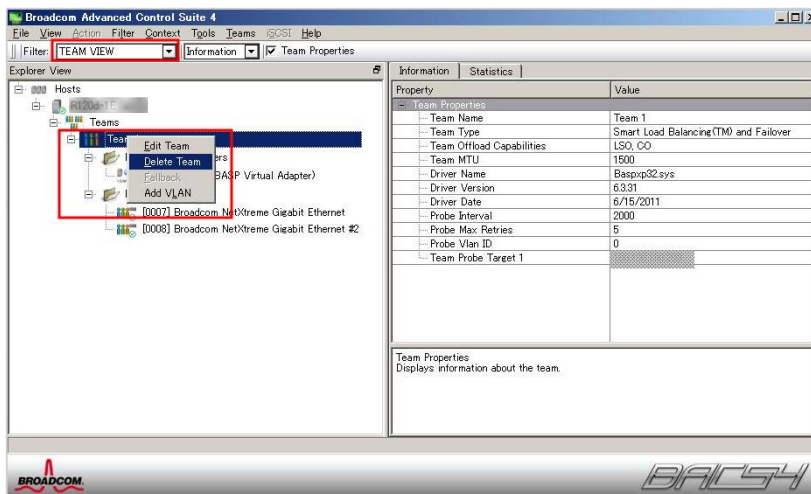 Broadcom Advanced Control Suite 4
File View Action Filter Context Tools Teams iSCSI Help
Filter: TEAM VIEW Information Team Properties
Explorer View
Hosts
Teams
Edit Team
Delete Team
Fallback
Add VLAN
(BASP Virtual Adapter)
[0007] Broadcom NetXtreme Gigabit Ethernet
[0008] Broadcom NetXtreme Gigabit Ethernet #2
Information Statistics
Property Value
Team Properties
Team Name Team 1
Team Type Smart Load Balancing(TM) and Failover
Team Offload Capabilities LSO, CO
Team MTU 1500
Driver Name Baspxp32.sys
Driver Version 6.3.31
Driver Date 6/15/2011
Probe Interval 2000
Probe Max Retries 5
Probe Vlan ID 0
Team Probe Target 1
Team Properties
Displays information about the team.
BROADCOM.
BACS4